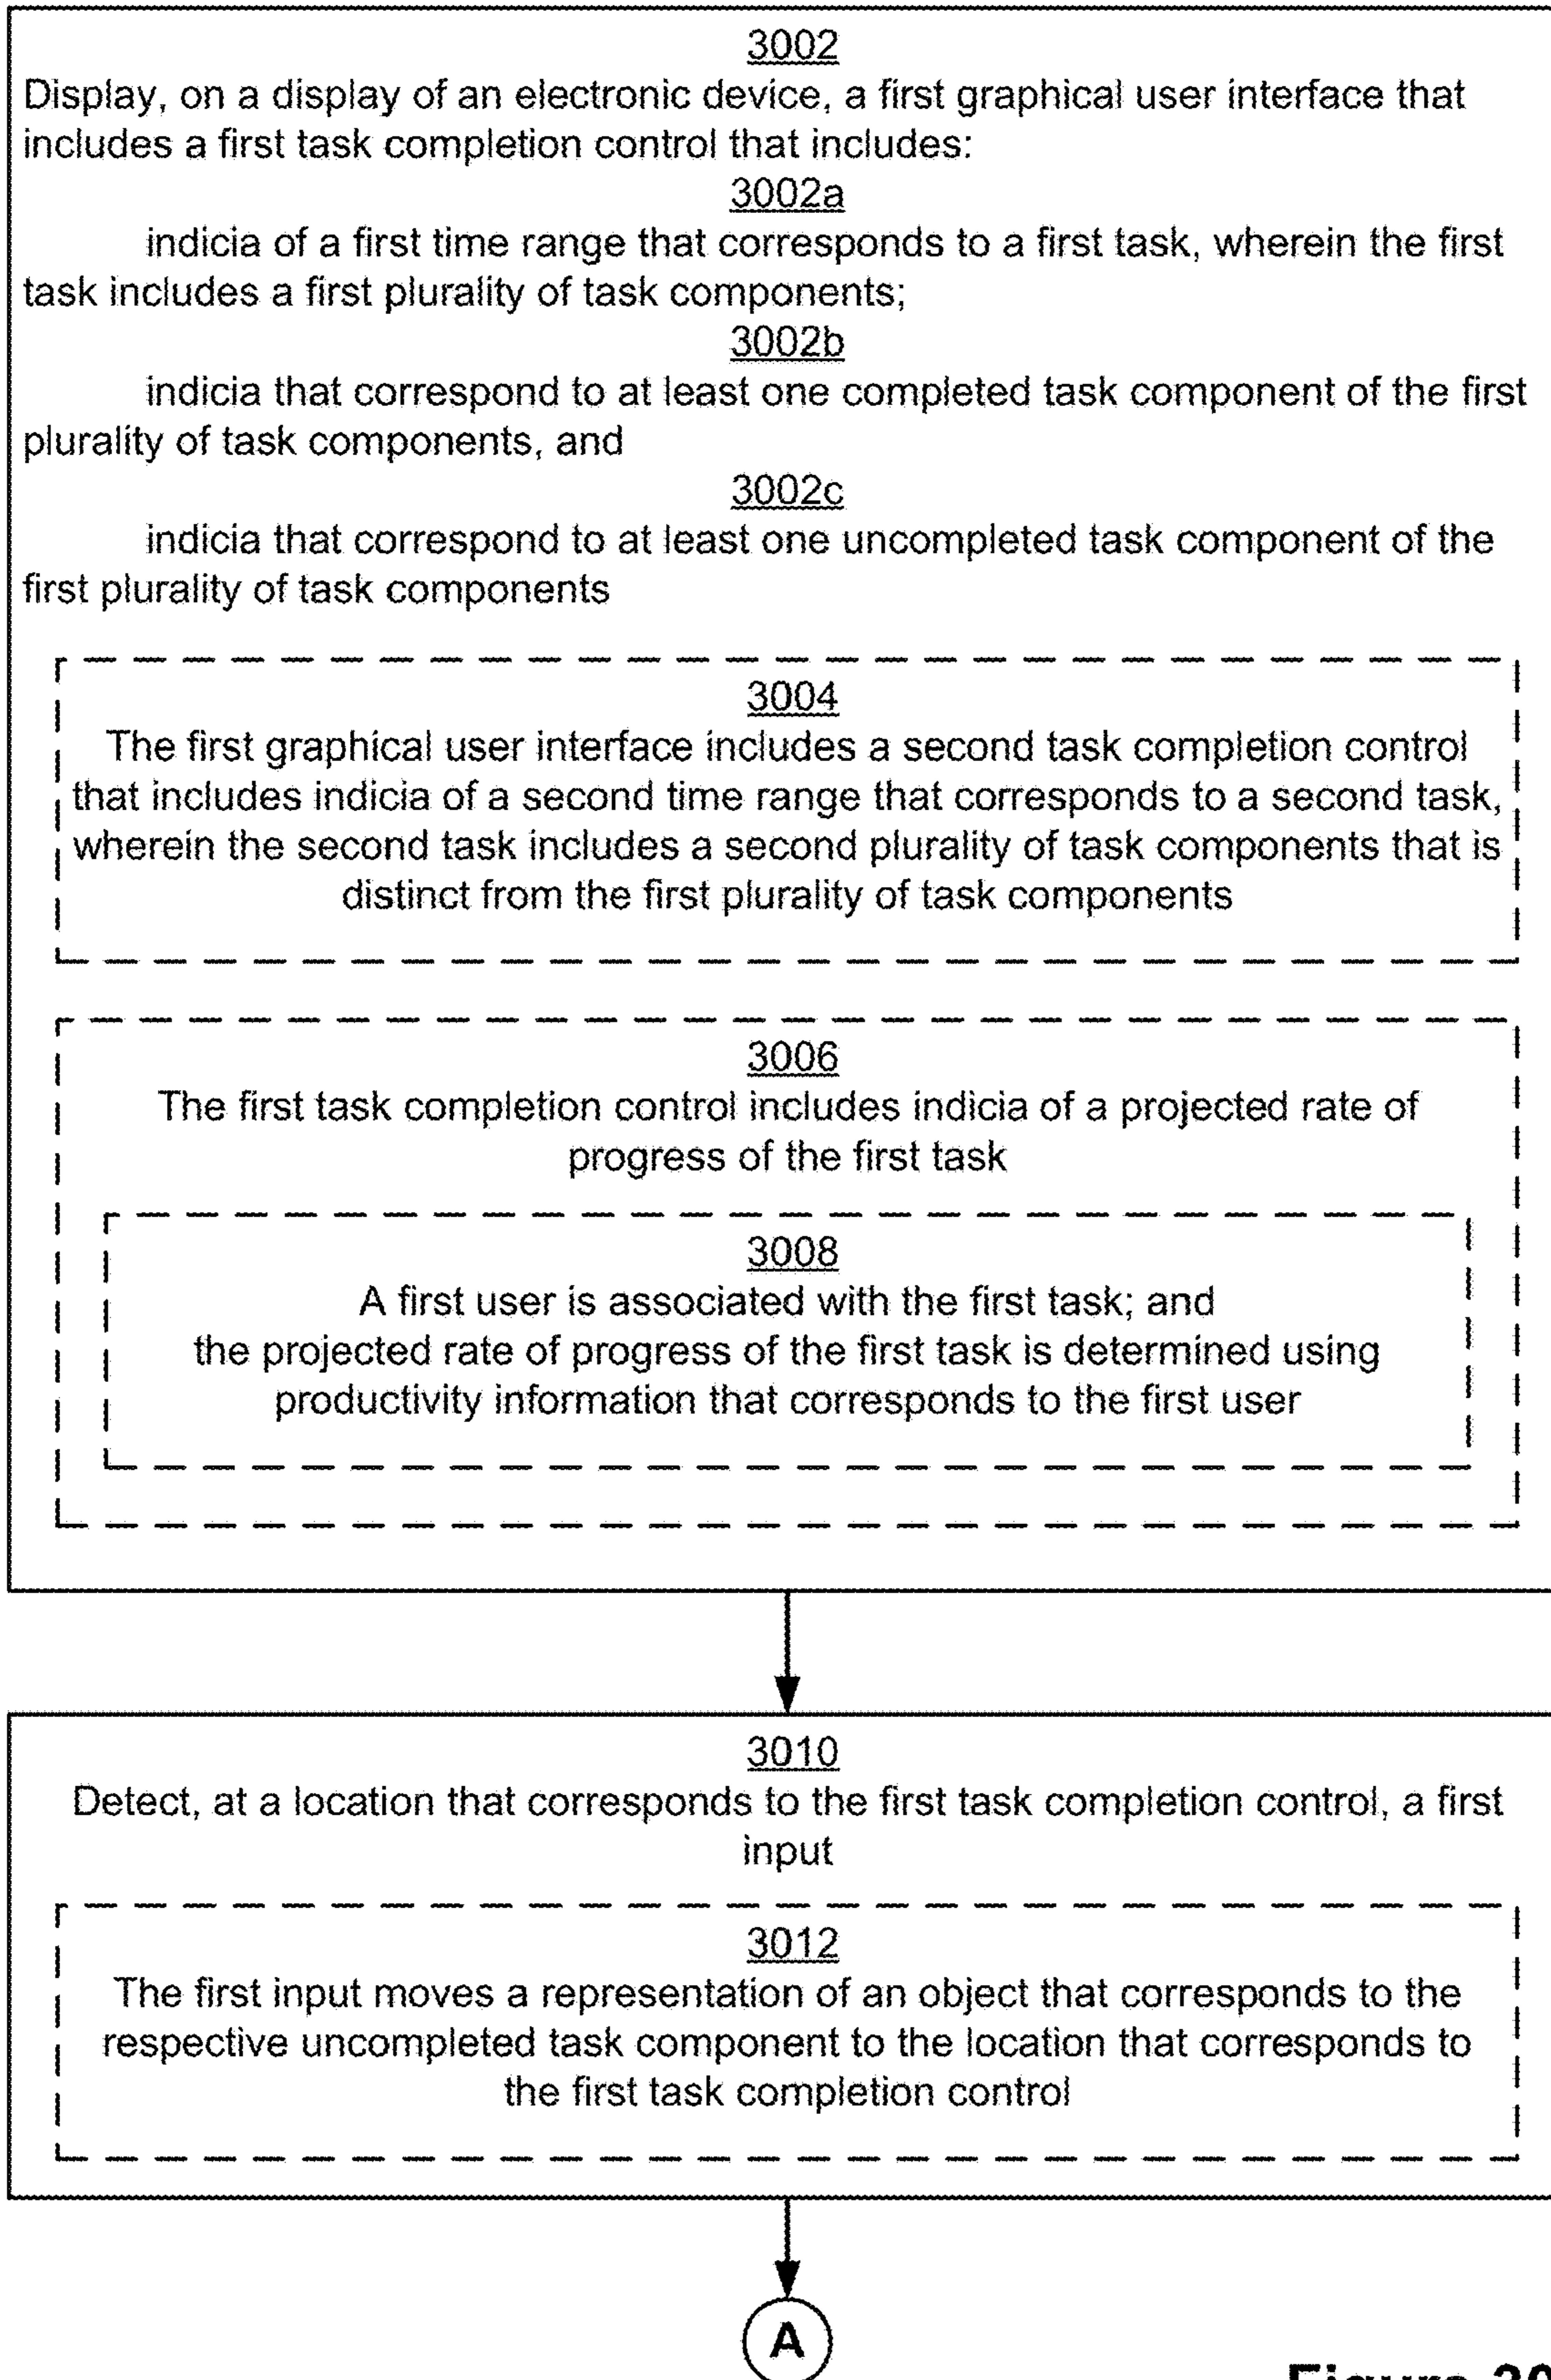 3002
Display, on a display of an electronic device, a first graphical user interface that
includes a first task completion control that includes:
3002a
indicia of a first time range that corresponds to a first task, wherein the first
task includes a first plurality of task components;
3002b
indicia that correspond to at least one completed task component of the first
plurality of task components, and
3002c
indicia that correspond to at least one uncompleted task component of the
first plurality of task components
3004
The first graphical user interface includes a second task completion control
that includes indicia of a second time range that corresponds to a second task,
wherein the second task includes a second plurality of task components that is
distinct from the first plurality of task components
3006
The first task completion control includes indicia of a projected rate of
progress of the first task
3008
A first user is associated with the first task; and
the projected rate of progress of the first task is determined using
productivity information that corresponds to the first user
3010
Detect, at a location that corresponds to the first task completion control, a first
input
3012
The first input moves a representation of an object that corresponds to the
respective uncompleted task component to the location that corresponds to
the first task completion control
A